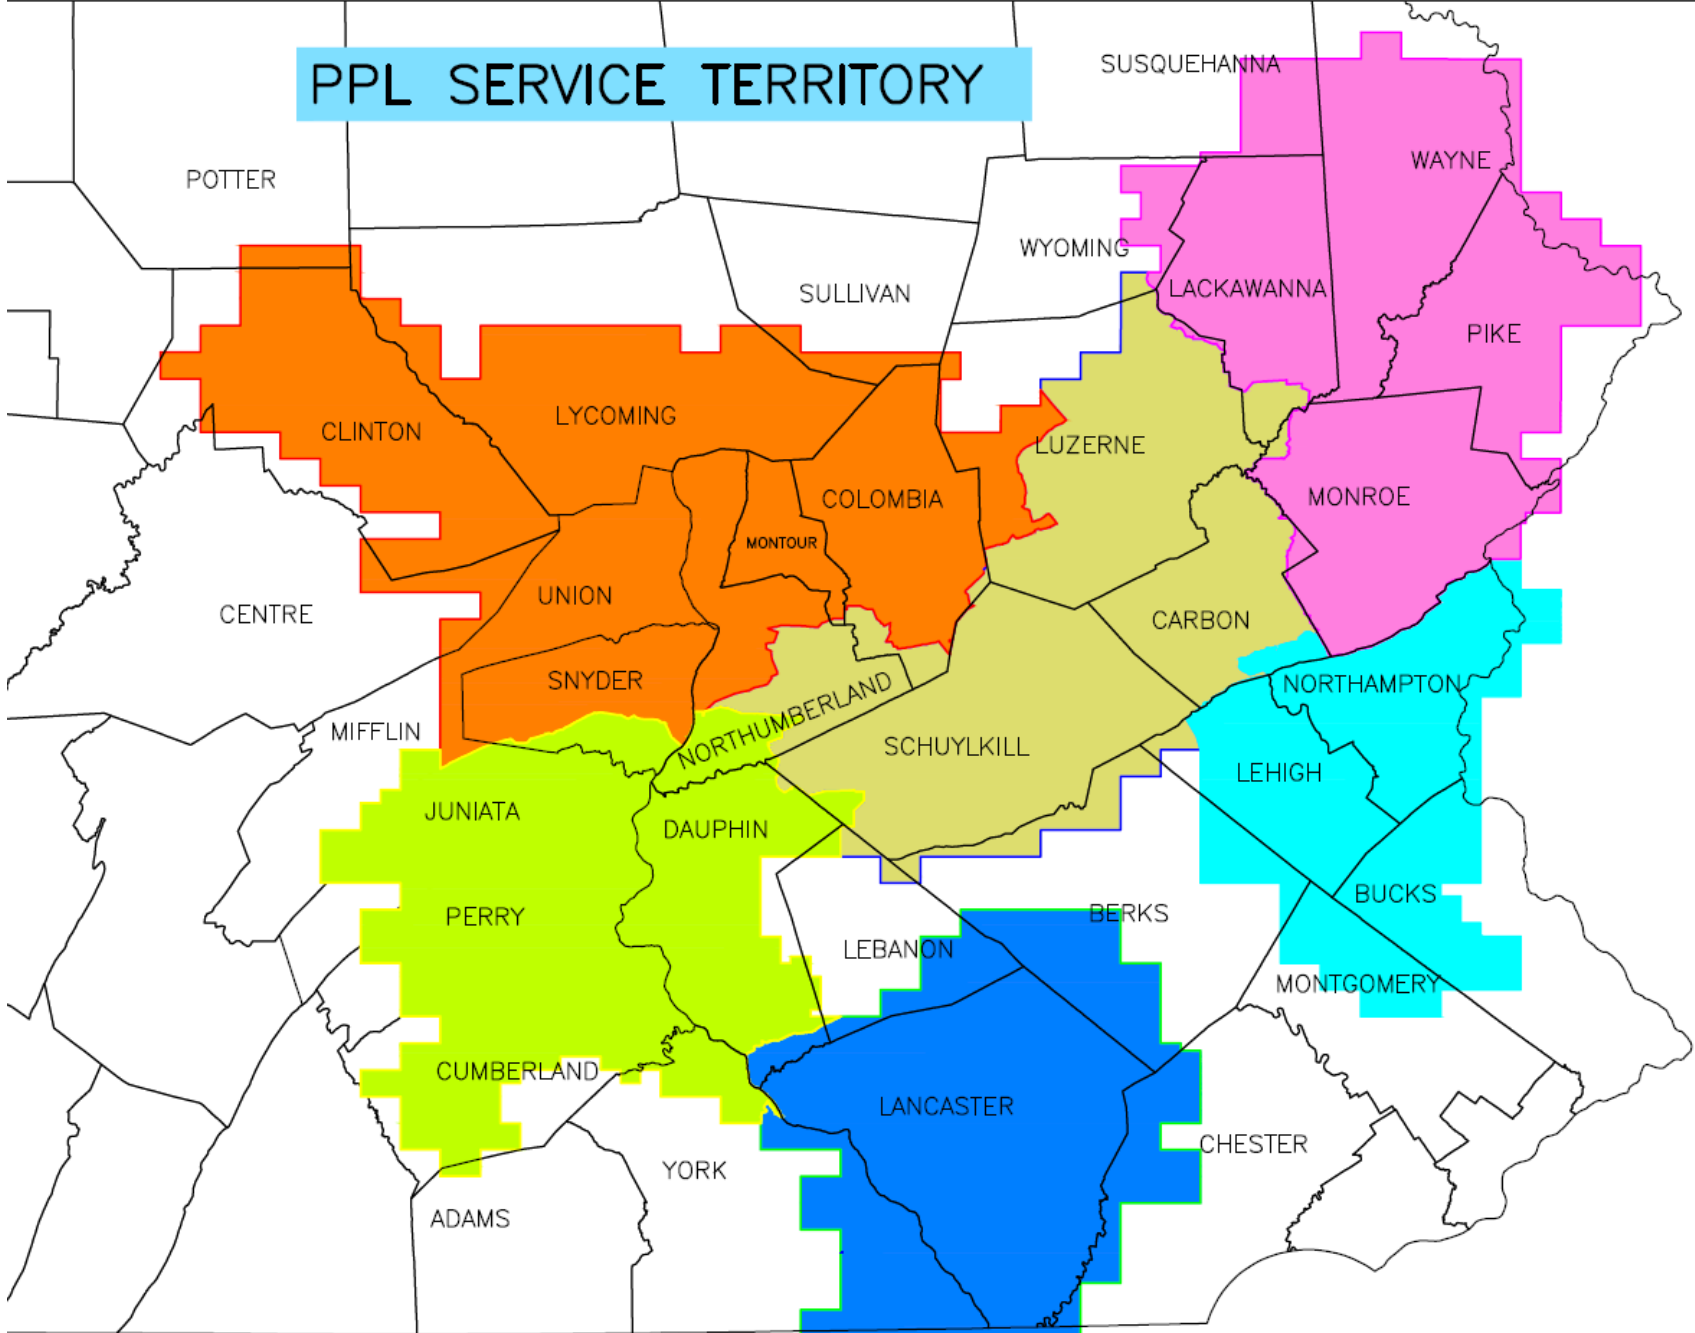 PPL SERVICE TERRITORY
SUSQUEHANNA
WAYNE
POTTER
WYOMING
SULLIVAN
LACKAWANNA
PIKE
CLINTON
LYCOMING
LUZERNE
COLOMBIA
MONROE
MONTOUR
CENTRE
UNION
CARBON
SNYDER
NORTHUMBERLAND
NORTHAMPTON
MIFFLIN
SCHUYLKILL
LEHIGH
JUNIATA
DAUPHIN
PERRY
BUCKS
BERKS
LEBANON
MONTGOMERY
CUMBERLAND
LANCASTER
CHESTER
YORK
ADAMS